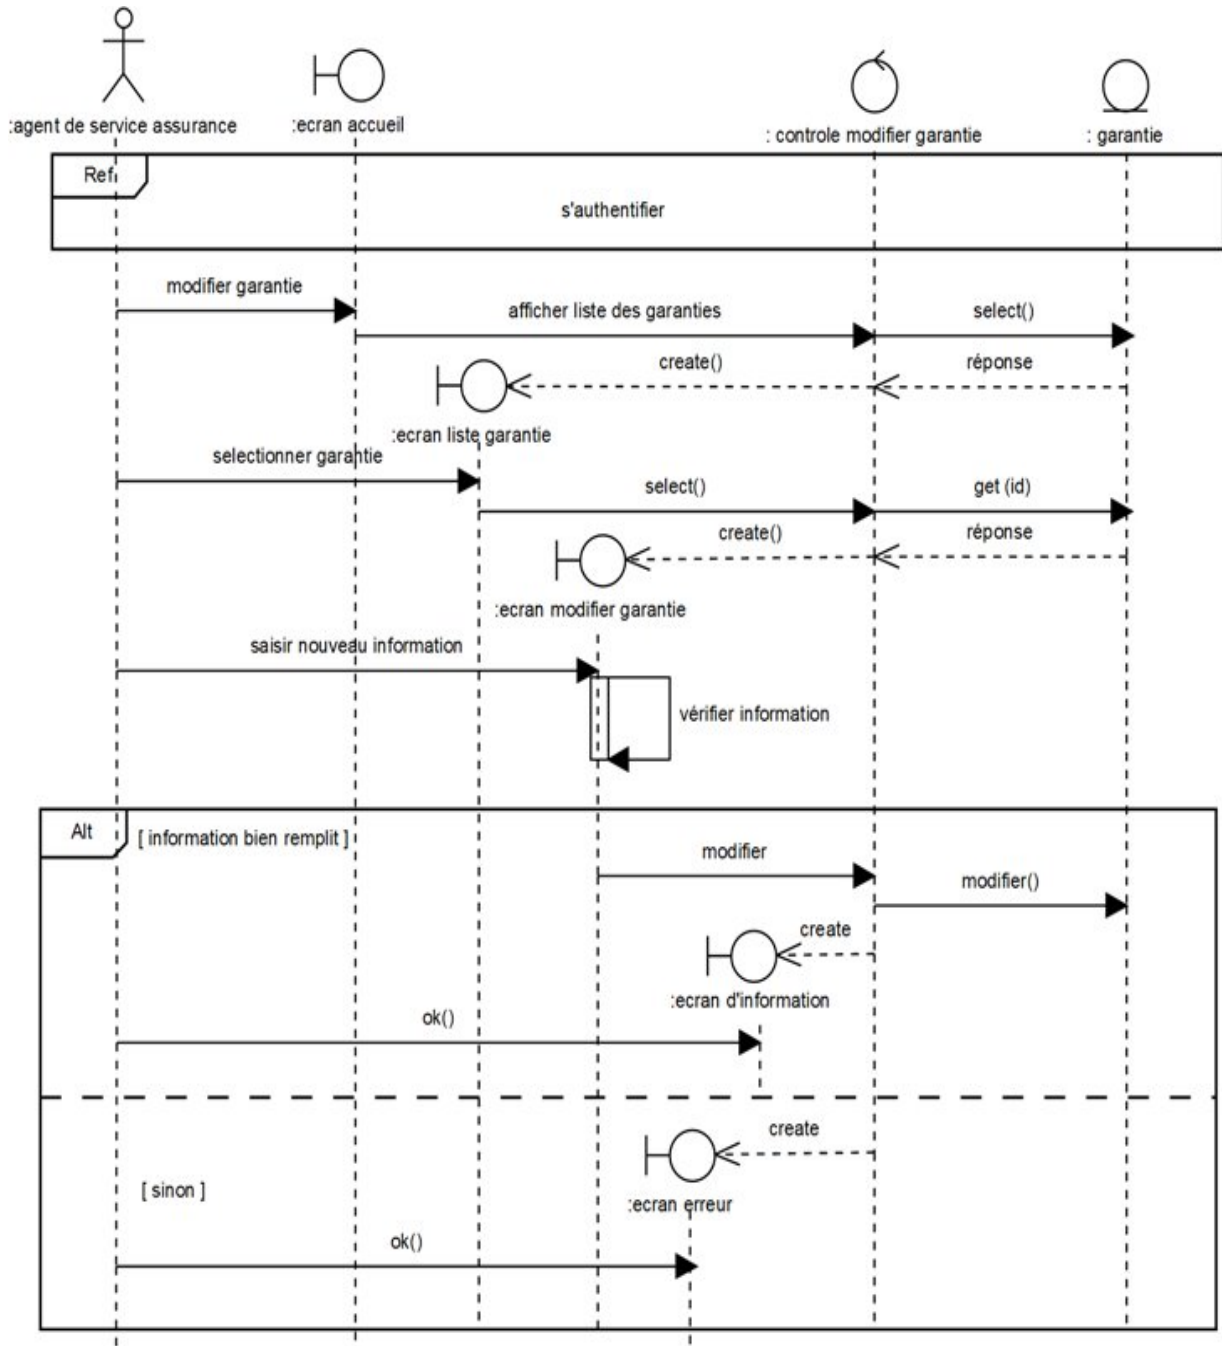 :agent de service assurance
:ecran accueil
: controle modifier garantie
: garantie
Ref
s'authentifier
modifier garantie
afficher liste des garanties
select()
create()
réponse
:ecran liste garantie
selectionner garantie
select()
get (id)
create()
réponse
:ecran modifier garantie
saisir nouveau information
vérifier information
Alt
[ information bien remplit ]
modifier
modifier()
create
:ecran d'information
ok()
create
[ sinon ]
:ecran erreur
ok()